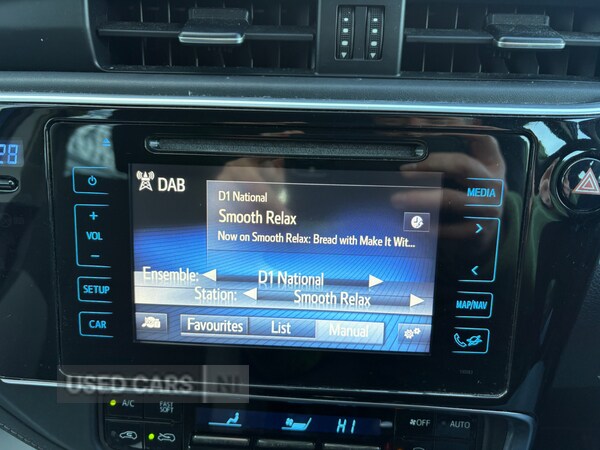 28
DAB
D1 National
Smooth Relax
Now on Smooth Relax: Bread with Make It Wit...
Ensemble: D1 National
Station: Smooth Relax
Favourites List Manual
+
VOL
−
SETUP
CAR
MEDIA
MAP/NAV
USED CARS NI
A/C
FAST
SOFT
HI
OFF
AUTO